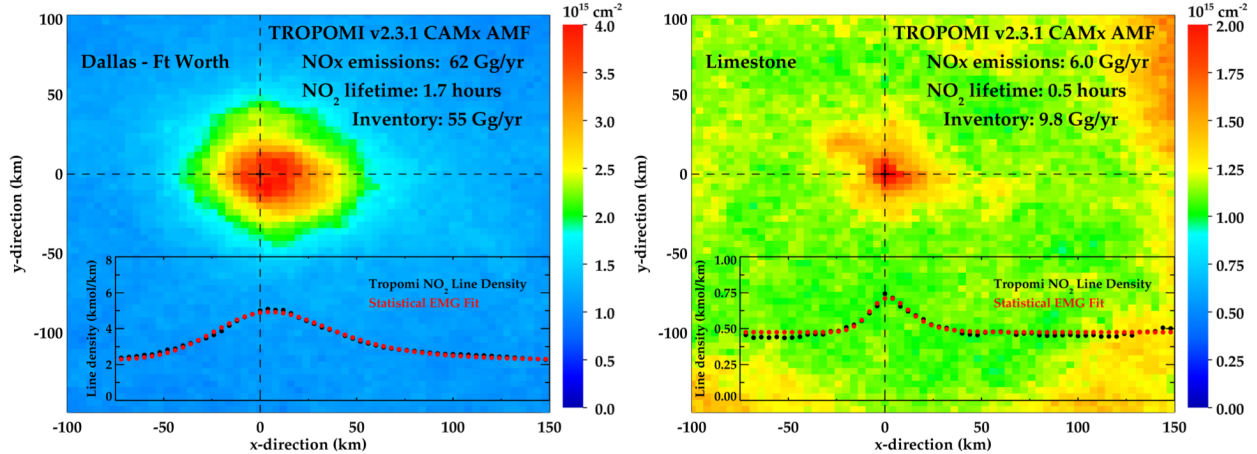 10¹⁵ cm⁻²
TROPOMI v2.3.1 CAMx AMF
Dallas - Ft Worth
NOx emissions: 62 Gg/yr
NO₂ lifetime: 1.7 hours
Inventory: 55 Gg/yr
100
50
0
-50
-100
y-direction (km)
4.0
3.5
3.0
2.5
2.0
1.5
1.0
0.5
0.0
8
6
4
2
0
Line density (kmol/km)
Tropomi NO₂ Line Density
Statistical EMG Fit
-100 -50 0 50 100 150
x-direction (km)
10¹⁵ cm⁻²
TROPOMI v2.3.1 CAMx AMF
Limestone
NOx emissions: 6.0 Gg/yr
NO₂ lifetime: 0.5 hours
Inventory: 9.8 Gg/yr
100
50
0
-50
-100
y-direction (km)
2.00
1.75
1.50
1.25
1.00
0.75
0.50
0.25
0.00
1.00
0.75
0.50
0.25
0.00
Line density (kmol/km)
Tropomi NO₂ Line Density
Statistical EMG Fit
-100 -50 0 50 100 150
x-direction (km)